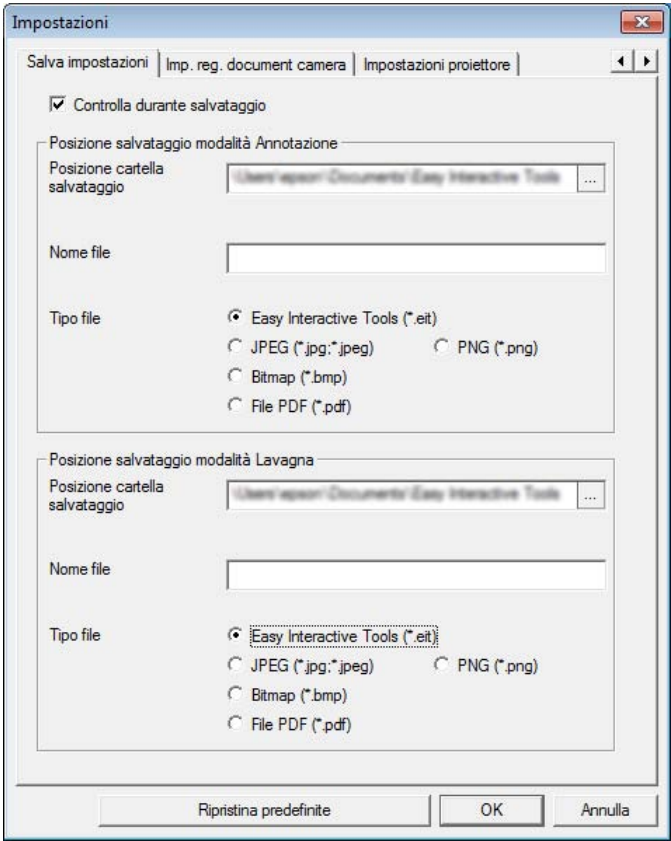 Impostazioni
Salva impostazioni Imp. reg. document camera Impostazioni proiettore
Controlla durante salvataggio
Posizione salvataggio modalità Annotazione
Posizione cartella
salvataggio
...
Nome file
Tipo file Easy Interactive Tools (*.eit)
JPEG (*.jpg:*.jpeg) PNG (*.png)
Bitmap (*.bmp)
File PDF (*.pdf)
Posizione salvataggio modalità Lavagna
Posizione cartella
salvataggio
...
Nome file
Tipo file Easy Interactive Tools (*.eit)
JPEG (*.jpg:*.jpeg) PNG (*.png)
Bitmap (*.bmp)
File PDF (*.pdf)
Ripristina predefinite OK Annulla